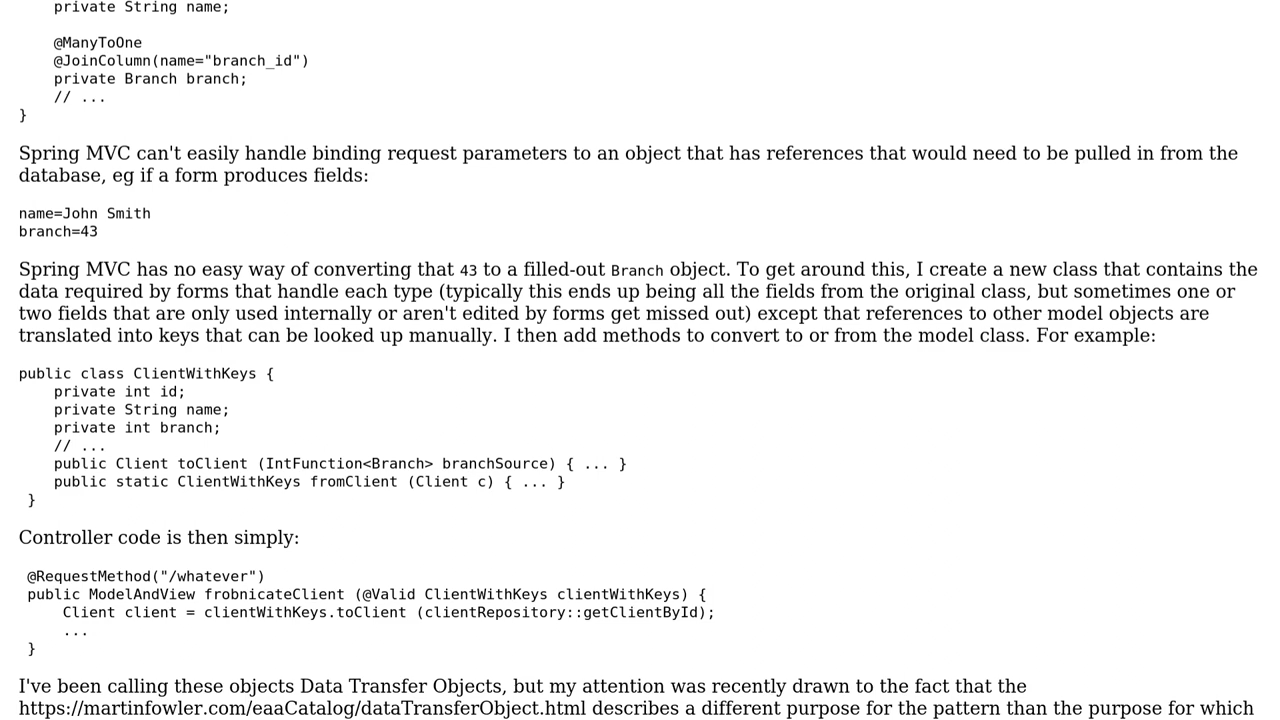 private String name;

    @ManyToOne
    @JoinColumn(name="branch_id")
    private Branch branch;
    // ...
}
Spring MVC can't easily handle binding request parameters to an object that has references that would need to be pulled in from the
database, eg if a form produces fields:
name=John Smith
branch=43
Spring MVC has no easy way of converting that 43 to a filled-out Branch object. To get around this, I create a new class that contains the
data required by forms that handle each type (typically this ends up being all the fields from the original class, but sometimes one or
two fields that are only used internally or aren't edited by forms get missed out) except that references to other model objects are
translated into keys that can be looked up manually. I then add methods to convert to or from the model class. For example:
public class ClientWithKeys {
    private int id;
    private String name;
    private int branch;
    // ...
    public Client toClient (IntFunction<Branch> branchSource) { ... }
    public static ClientWithKeys fromClient (Client c) { ... }
 }
Controller code is then simply:
 @RequestMethod("/whatever")
 public ModelAndView frobnicateClient (@Valid ClientWithKeys clientWithKeys) {
     Client client = clientWithKeys.toClient (clientRepository::getClientById);
     ...
 }
I've been calling these objects Data Transfer Objects, but my attention was recently drawn to the fact that the
https://martinfowler.com/eaaCatalog/dataTransferObject.html describes a different purpose for the pattern than the purpose for which